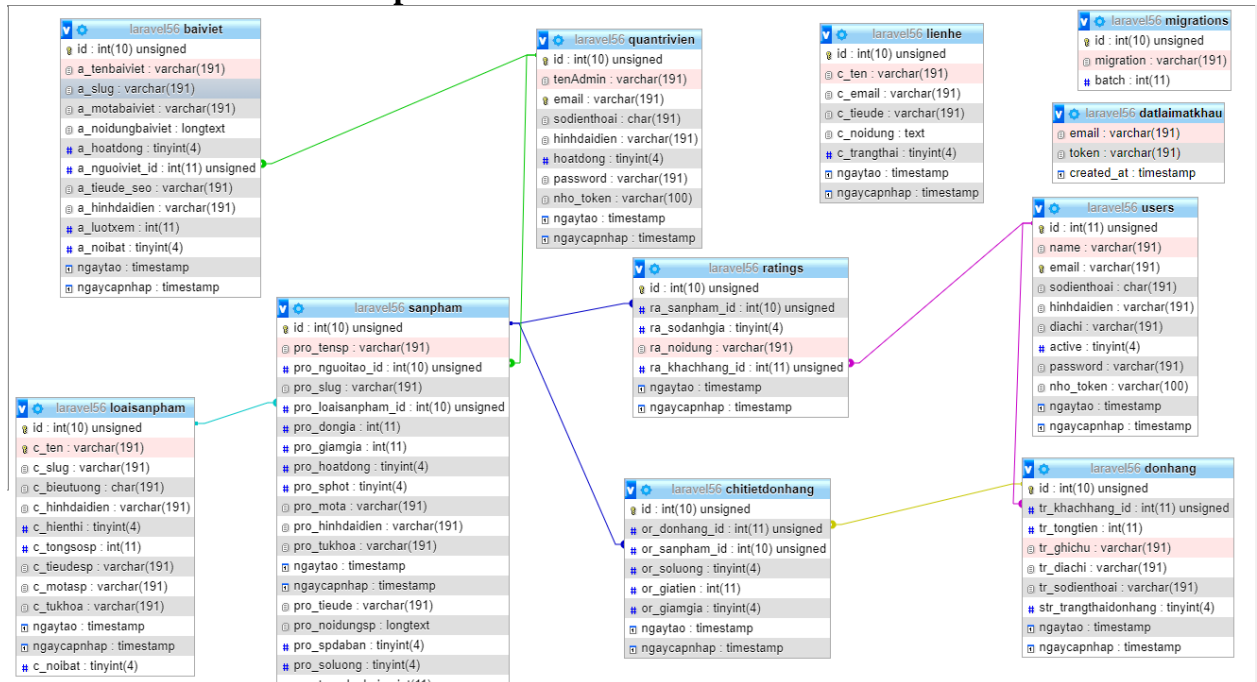 laravel56 baiviet
id : int(10) unsigned
a_tenbaiviet : varchar(191)
a_slug : varchar(191)
a_motabaiviet : varchar(191)
a_noidungbaiviet : longtext
a_hoatdong : tinyint(4)
a_nguoiviet_id : int(11) unsigned
a_tieude_seo : varchar(191)
a_hinhdaidien : varchar(191)
a_luotxem : int(11)
a_noibat : tinyint(4)
ngaytao : timestamp
ngaycapnhap : timestamp
laravel56 quantrivien
id : int(10) unsigned
tenAdmin : varchar(191)
email : varchar(191)
sodienthoai : char(191)
hinhdaidien : varchar(191)
hoatdong : tinyint(4)
password : varchar(191)
nho_token : varchar(100)
ngaytao : timestamp
ngaycapnhap : timestamp
laravel56 lienhe
id : int(10) unsigned
c_ten : varchar(191)
c_email : varchar(191)
c_tieude : varchar(191)
c_noidung : text
c_trangthai : tinyint(4)
ngaytao : timestamp
ngaycapnhap : timestamp
laravel56 migrations
id : int(10) unsigned
migration : varchar(191)
batch : int(11)
laravel56 datlaimatkhau
email : varchar(191)
token : varchar(191)
created_at : timestamp
laravel56 users
id : int(11) unsigned
name : varchar(191)
email : varchar(191)
sodienthoai : char(191)
hinhdaidien : varchar(191)
diachi : varchar(191)
active : tinyint(4)
password : varchar(191)
nho_token : varchar(100)
ngaytao : timestamp
ngaycapnhap : timestamp
laravel56 ratings
id : int(10) unsigned
ra_sanpham_id : int(10) unsigned
ra_sodanhgia : tinyint(4)
ra_noidung : varchar(191)
ra_khachhang_id : int(11) unsigned
ngaytao : timestamp
ngaycapnhap : timestamp
laravel56 sanpham
id : int(10) unsigned
pro_tensp : varchar(191)
pro_nguoitao_id : int(10) unsigned
pro_slug : varchar(191)
pro_loaisanpham_id : int(10) unsigned
pro_dongia : int(11)
pro_giamgia : int(11)
pro_hoatdong : tinyint(4)
pro_sphot : tinyint(4)
pro_mota : varchar(191)
pro_hinhdaidien : varchar(191)
pro_tukhoa : varchar(191)
ngaytao : timestamp
ngaycapnhap : timestamp
pro_tieude : varchar(191)
pro_noidungsp : longtext
pro_spdaban : tinyint(4)
pro_soluong : tinyint(4)
laravel56 loaisanpham
id : int(10) unsigned
c_ten : varchar(191)
c_slug : varchar(191)
c_bieutuong : char(191)
c_hinhdaidien : varchar(191)
c_hienthi : tinyint(4)
c_tongsosp : int(11)
c_tieudesp : varchar(191)
c_motasp : varchar(191)
c_tukhoa : varchar(191)
ngaytao : timestamp
ngaycapnhap : timestamp
c_noibat : tinyint(4)
laravel56 chitietdonhang
id : int(10) unsigned
or_donhang_id : int(11) unsigned
or_sanpham_id : int(10) unsigned
or_soluong : tinyint(4)
or_giatien : int(11)
or_giamgia : tinyint(4)
ngaytao : timestamp
ngaycapnhap : timestamp
laravel56 donhang
id : int(10) unsigned
tr_khachhang_id : int(11) unsigned
tr_tongtien : int(11)
tr_ghichu : varchar(191)
tr_diachi : varchar(191)
tr_sodienthoai : varchar(191)
str_trangthaidonhang : tinyint(4)
ngaytao : timestamp
ngaycapnhap : timestamp